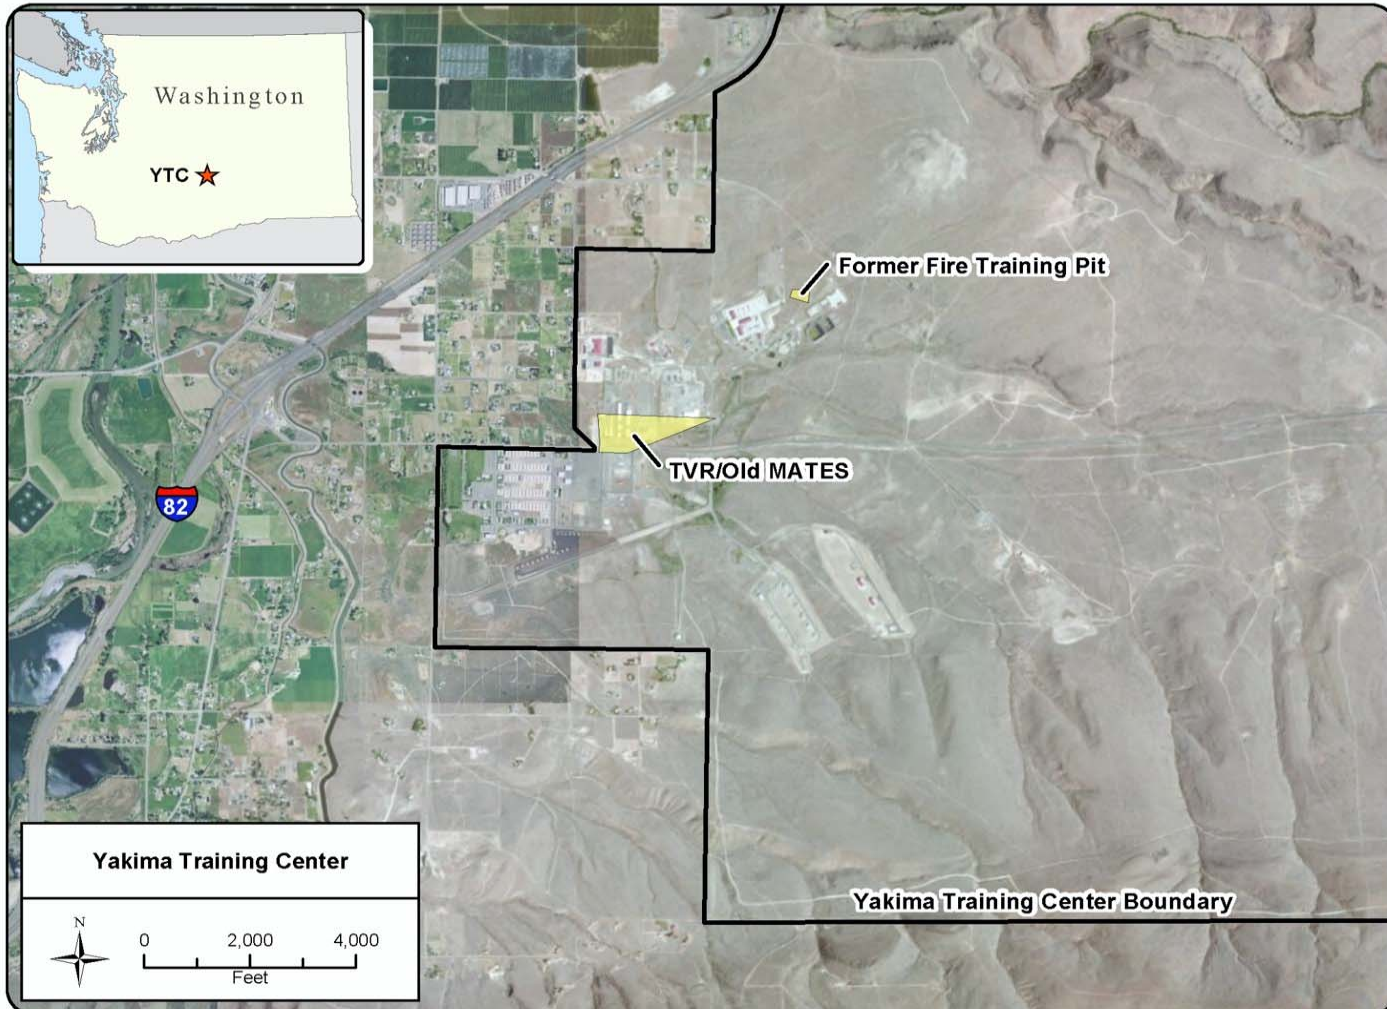 Washington
YTC
Former Fire Training Pit
TVR/Old MATES
82
Yakima Training Center
Yakima Training Center Boundary
N
0 2,000 4,000
Feet